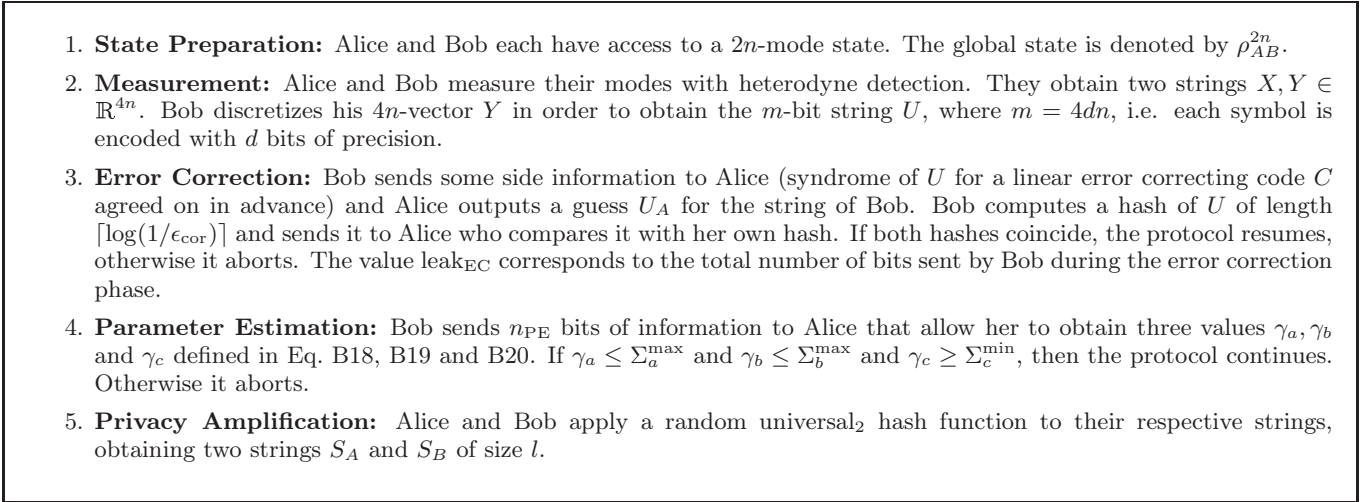 1. State Preparation: Alice and Bob each have access to a 2n-mode state. The global state is denoted by ρ_{AB}^{2n}.
2. Measurement: Alice and Bob measure their modes with heterodyne detection. They obtain two strings X, Y ∈
ℝ^{4n}. Bob discretizes his 4n-vector Y in order to obtain the m-bit string U, where m = 4dn, i.e. each symbol is
encoded with d bits of precision.
3. Error Correction: Bob sends some side information to Alice (syndrome of U for a linear error correcting code C
agreed on in advance) and Alice outputs a guess U_A for the string of Bob. Bob computes a hash of U of length
⌈log(1/ϵ_{cor})⌉ and sends it to Alice who compares it with her own hash. If both hashes coincide, the protocol resumes,
otherwise it aborts. The value leak_{EC} corresponds to the total number of bits sent by Bob during the error correction
phase.
4. Parameter Estimation: Bob sends n_{PE} bits of information to Alice that allow her to obtain three values γ_a, γ_b
and γ_c defined in Eq. B18, B19 and B20. If γ_a ≤ Σ_a^{max} and γ_b ≤ Σ_b^{max} and γ_c ≥ Σ_c^{min}, then the protocol continues.
Otherwise it aborts.
5. Privacy Amplification: Alice and Bob apply a random universal_2 hash function to their respective strings,
obtaining two strings S_A and S_B of size l.